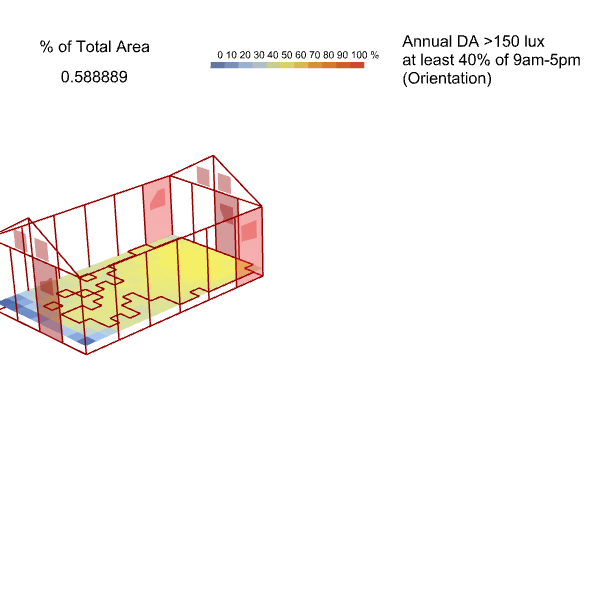 % of Total Area
0.588889
0 10 20 30 40 50 60 70 80 90 100 %
Annual DA >150 lux
at least 40% of 9am-5pm
(Orientation)